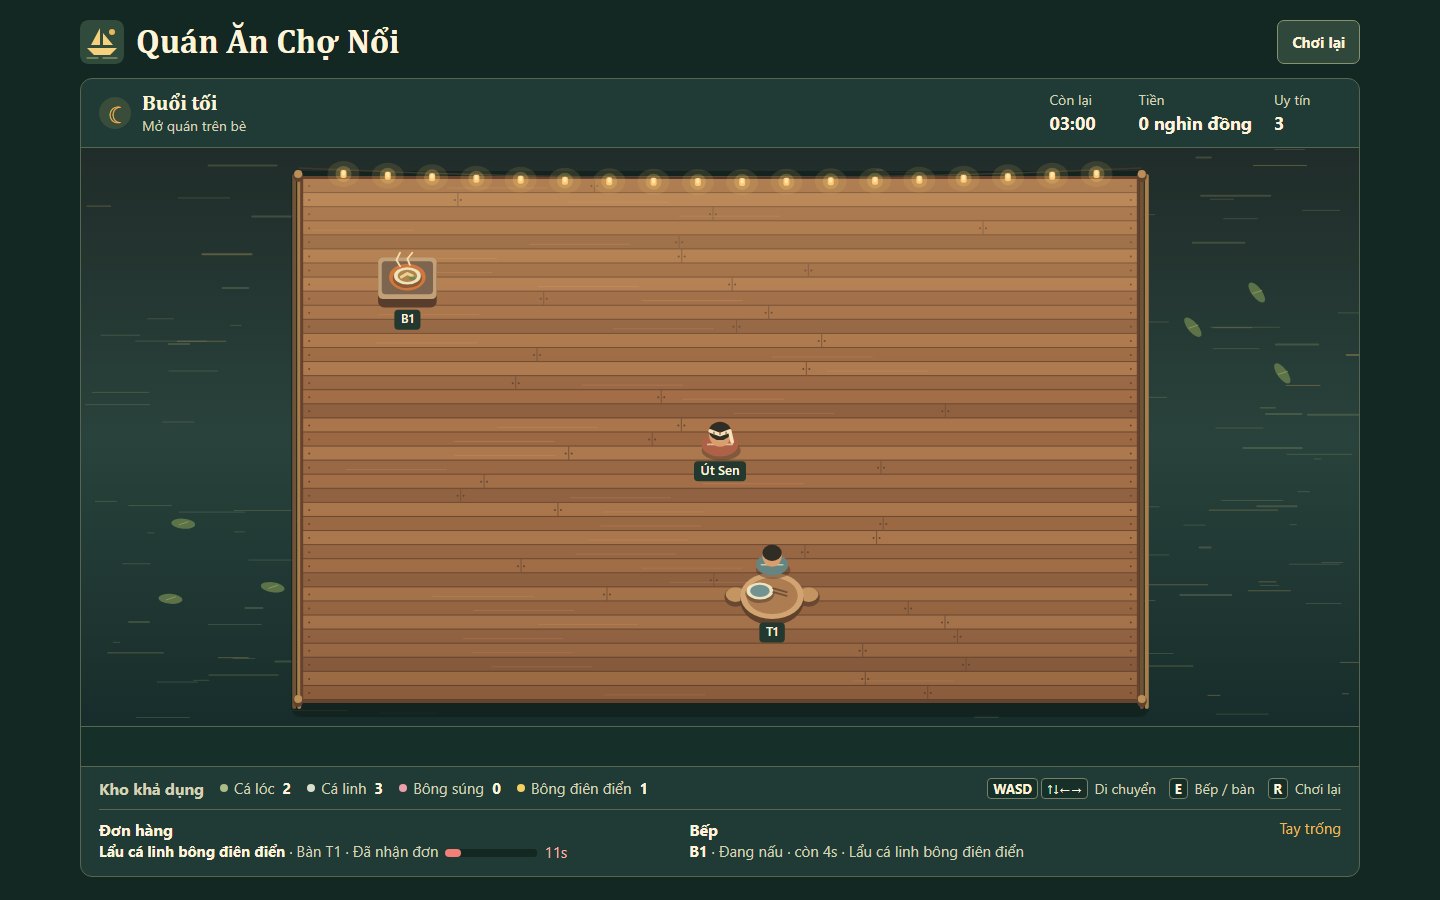 Quán Ăn Chợ Nổi
Chơi lại
Buổi tối
Mở quán trên bè
Còn lại
03:00
Tiền
0 nghìn đồng
Uy tín
3
B1
Út Sen
T1
Kho khả dụng Cá lóc 2 Cá linh 3 Bông súng 0 Bông điên điển 1
WASD ↑↓←→ Di chuyển E Bếp / bàn R Chơi lại
Đơn hàng
Lẩu cá linh bông điên điển · Bàn T1 · Đã nhận đơn 11s
Bếp
B1 · Đang nấu · còn 4s · Lẩu cá linh bông điên điển
Tay trống